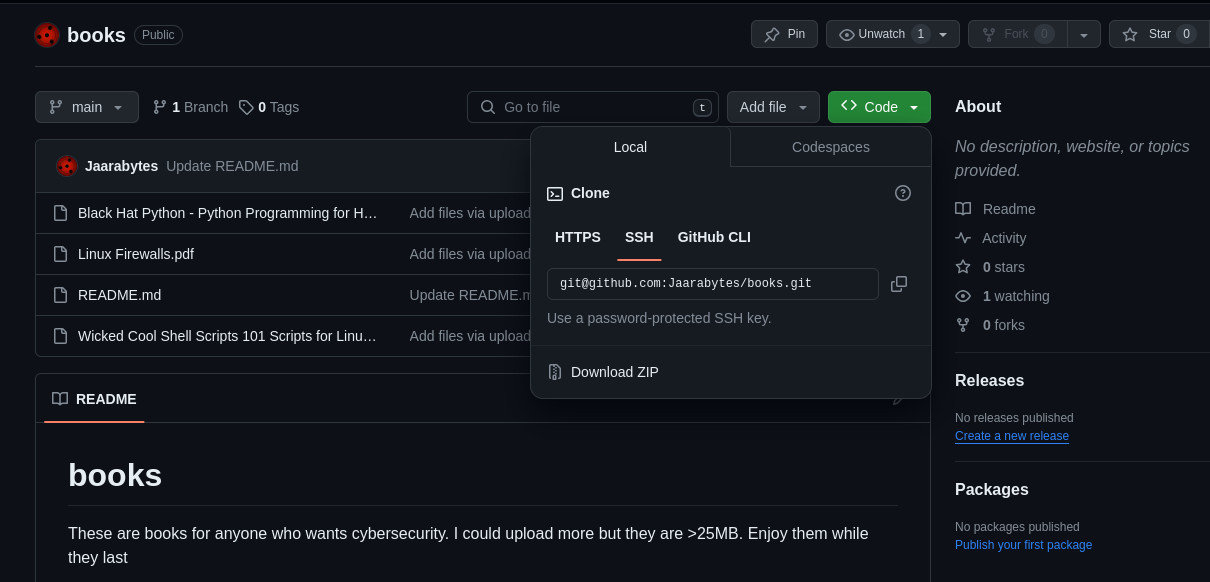 books Public Pin Unwatch 1 Fork 0 Star 0
main 1 Branch 0 Tags Go to file t Add file Code
Local Codespaces
Jaarabytes Update README.md
Clone
Black Hat Python - Python Programming for H... Add files via upload
HTTPS SSH GitHub CLI
Linux Firewalls.pdf Add files via upload
git@github.com:Jaarabytes/books.git
README.md Update README.m
Use a password-protected SSH key.
Wicked Cool Shell Scripts 101 Scripts for Linu... Add files via upload
Download ZIP
README
books
These are books for anyone who wants cybersecurity. I could upload more but they are >25MB. Enjoy them while
they last
About
No description, website, or topics
provided.
Readme
Activity
0 stars
1 watching
0 forks
Releases
No releases published
Create a new release
Packages
No packages published
Publish your first package